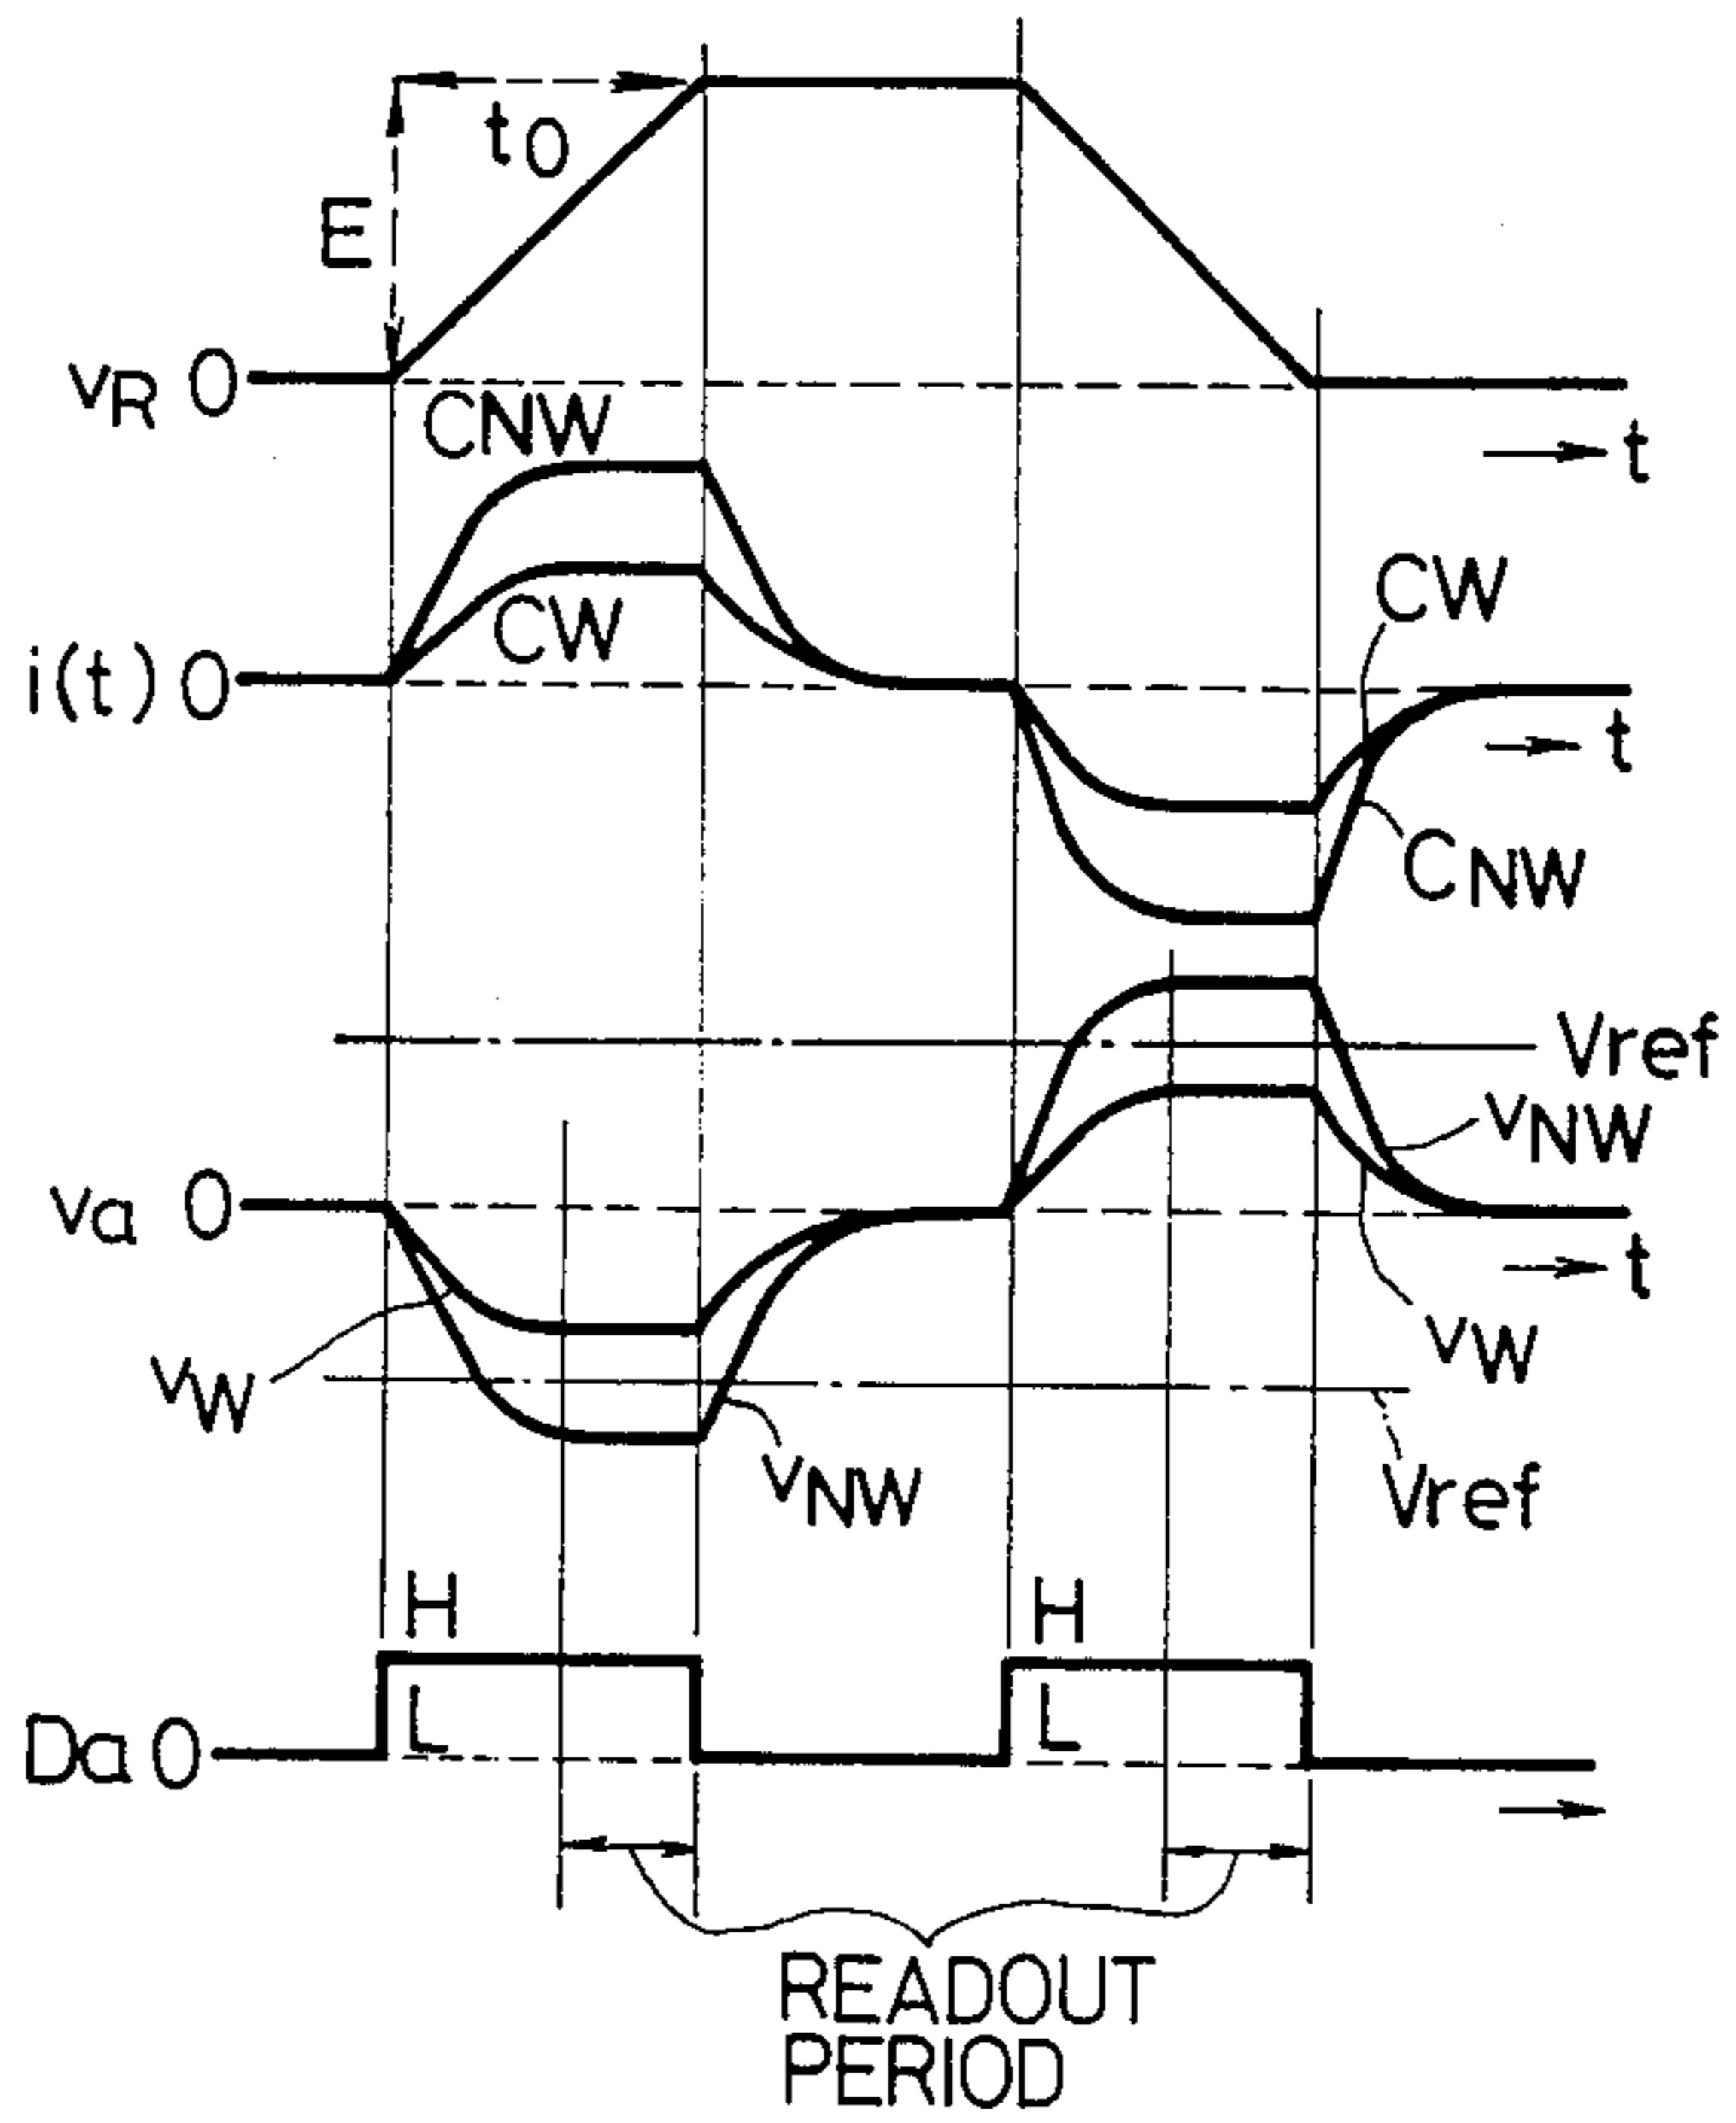 t0
E
vR 0
CNW
t
CW
CW
i(t) 0
t
CNW
Vref
vNW
va 0
t
vW
vW
vNW
Vref
H
H
L
L
Da 0
READOUT
PERIOD